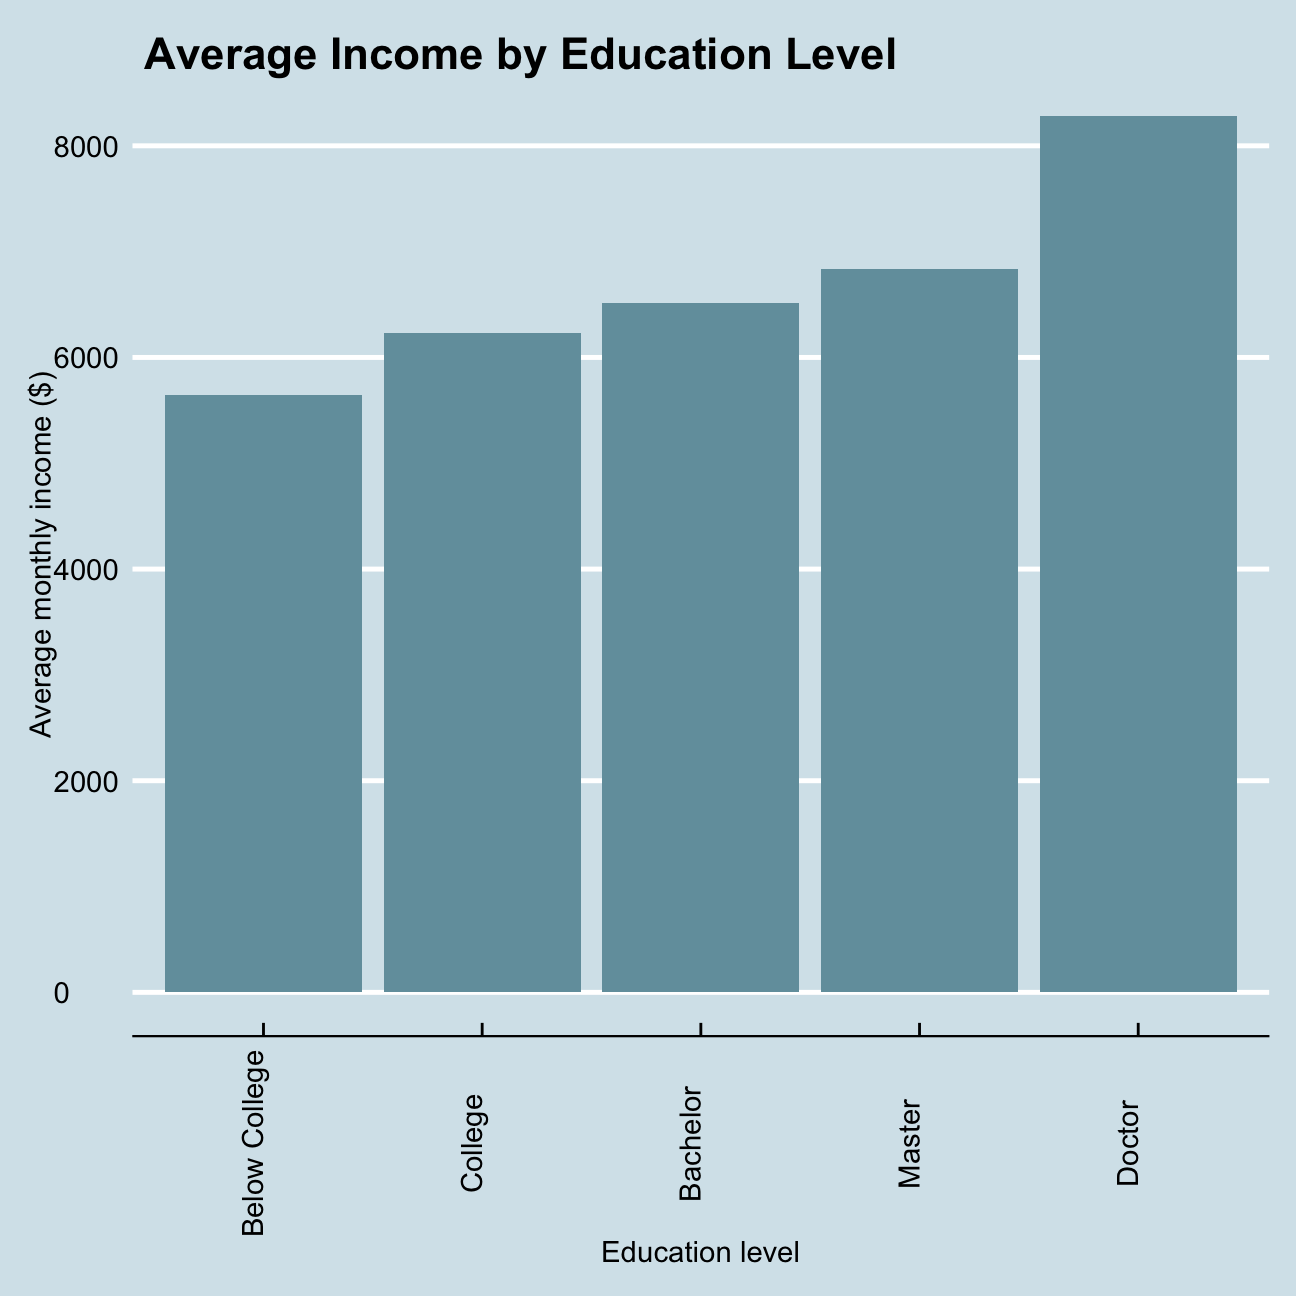 Average Income by Education Level
Average monthly income ($)
8000
6000
4000
2000
0
Below College
College
Bachelor
Master
Doctor
Education level